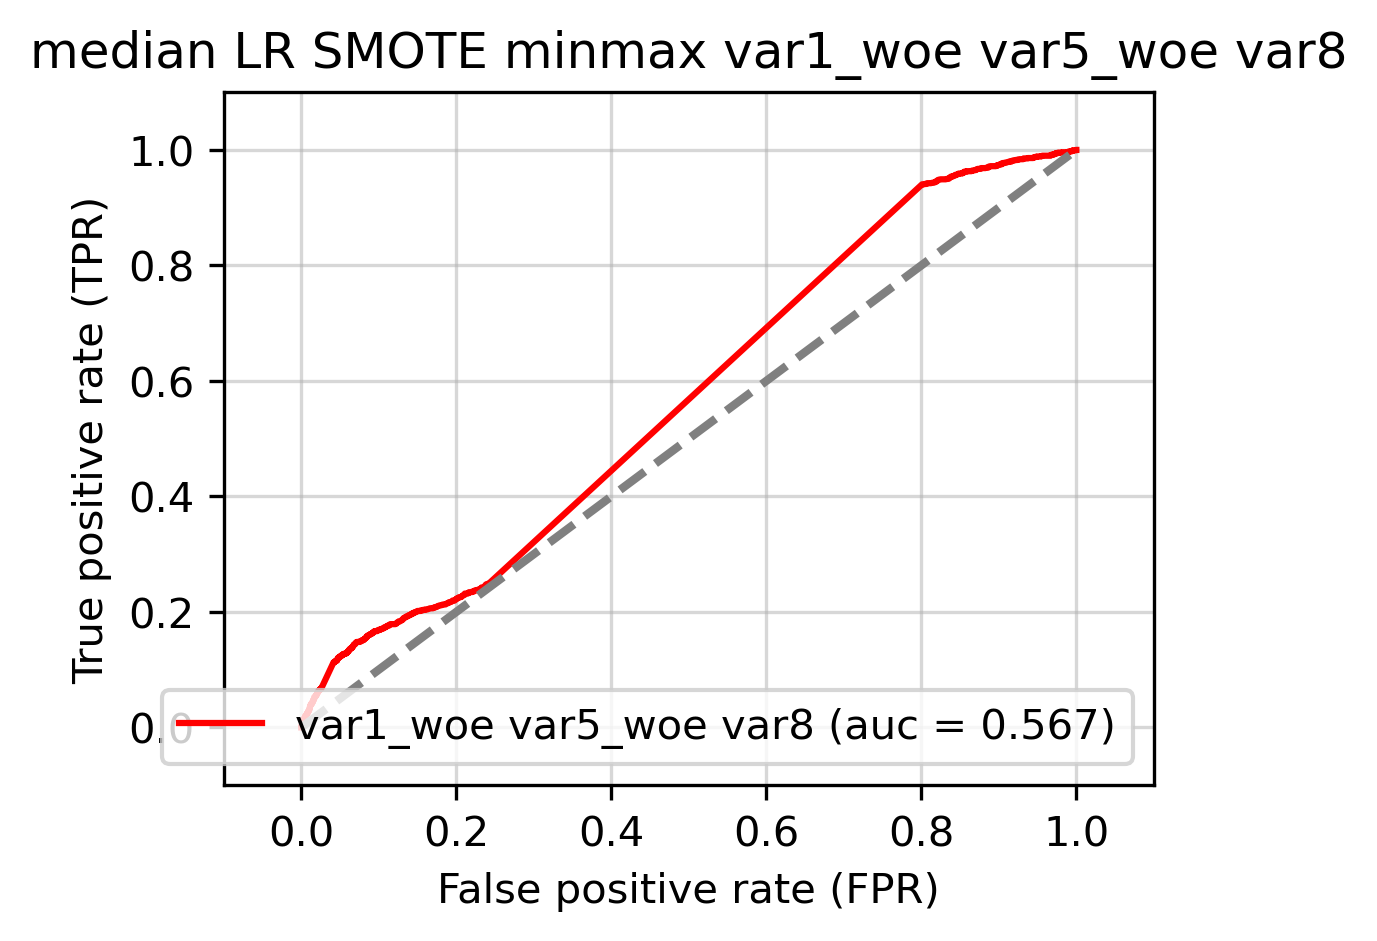 median LR SMOTE minmax var1_woe var5_woe var8
True positive rate (TPR)
1.0
0.8
0.6
0.4
0.2
0.0
var1_woe var5_woe var8 (auc = 0.567)
0.0 0.2 0.4 0.6 0.8 1.0
False positive rate (FPR)